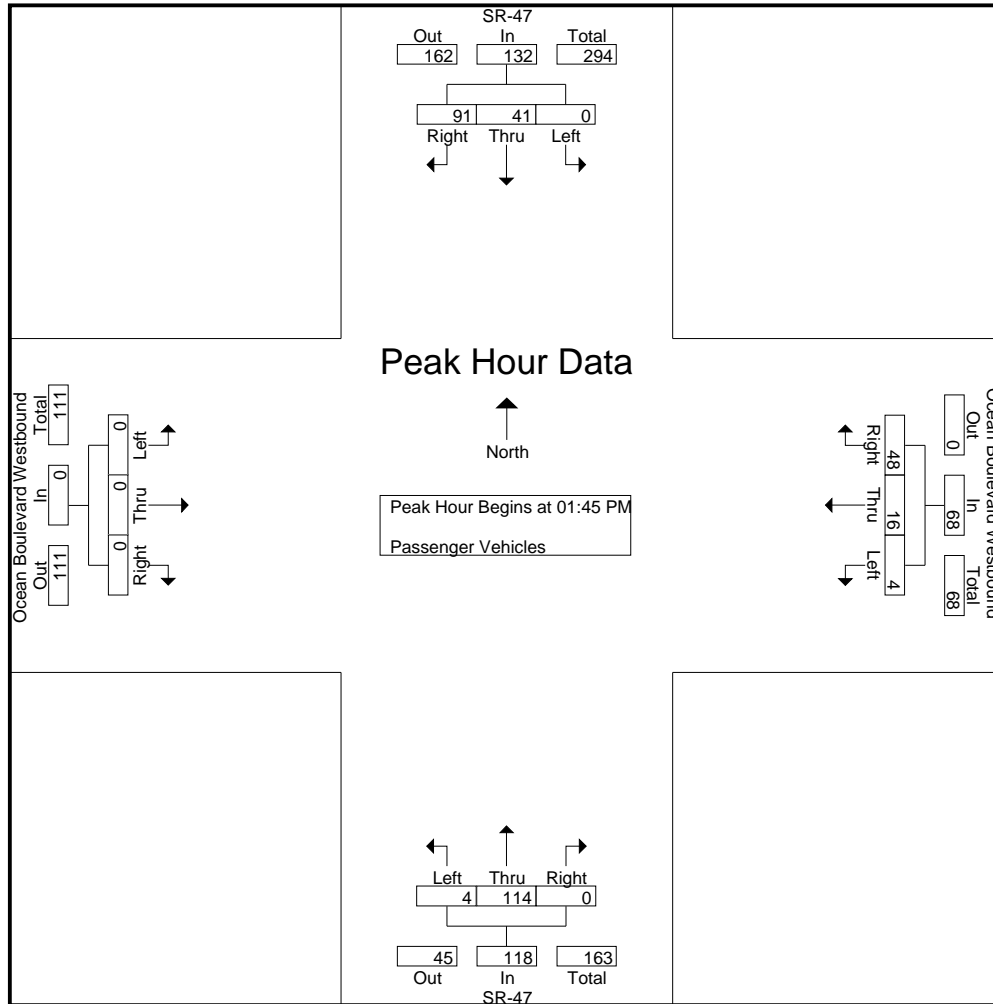 SR-47
Out In Total
162 132 294
91 41 0
Right Thru Left
Peak Hour Data
North
Peak Hour Begins at 01:45 PM
Passenger Vehicles
Ocean Boulevard Westbound
Total In Out
111 0 111
0 0 0
Left Thru Right
Ocean Boulevard Westbound
Out In Total
0 68 68
48 16 4
Right Thru Left
Left Thru Right
4 114 0
45 118 163
Out In Total
SR-47